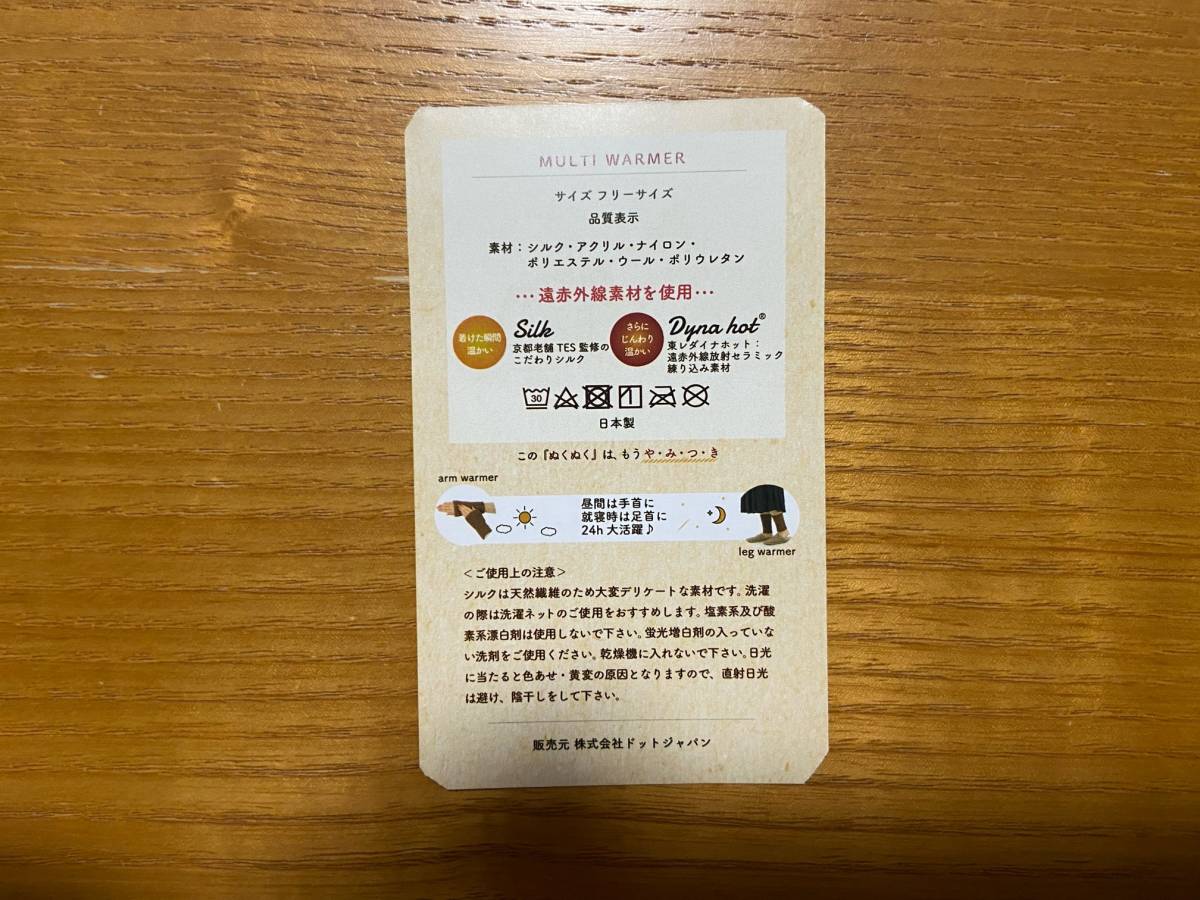 MULTI WARMER
サイズ フリーサイズ
品質表示
素材：シルク・アクリル・ナイロン・
ポリエステル・ウール・ポリウレタン
…遠赤外線素材を使用…
着けた瞬間
温かい
Silk
京都老舗 TES 監修の
こだわりシルク
さらに
じんわり
温かい
Dyna hot®
東レダイナホット：
遠赤外線放射セラミック
練り込み素材
30
日本製
この『ぬくぬく』は、もうや・み・つ・き
arm warmer
昼間は手首に
就寝時は足首に
24h 大活躍♪
leg warmer
＜ご使用上の注意＞
シルクは天然繊維のため大変デリケートな素材です。洗濯
の際は洗濯ネットのご使用をおすすめします。塩素系及び酸
素系漂白剤は使用しないで下さい。蛍光増白剤の入っていな
い洗剤をご使用ください。乾燥機に入れないで下さい。日光
に当たると色あせ・黄変の原因となりますので、直射日光
は避け、陰干しをして下さい。
販売元 株式会社ドットジャパン